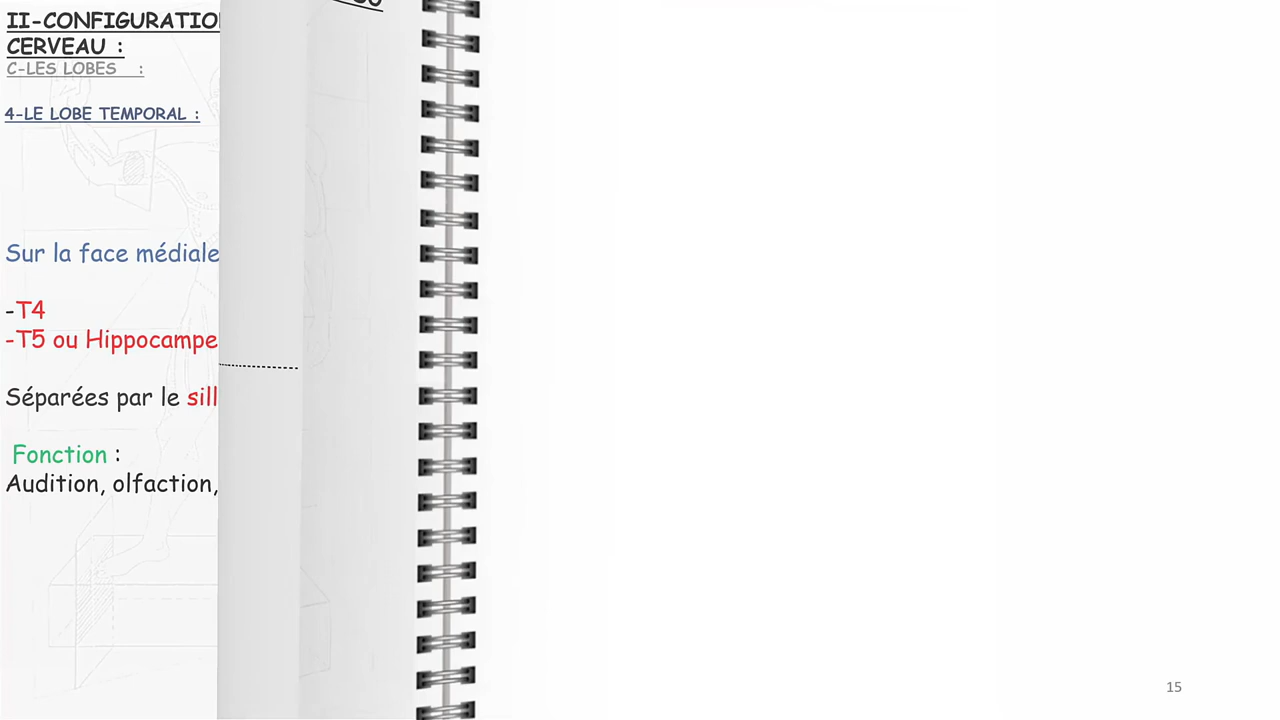 II-CONFIGURATIO
CERVEAU :
C-LES LOBES :
4-LE LOBE TEMPORAL :
Sur la face médiale
-T4
-T5 ou Hippocampe
Séparées par le sill
Fonction :
Audition, olfaction,
15